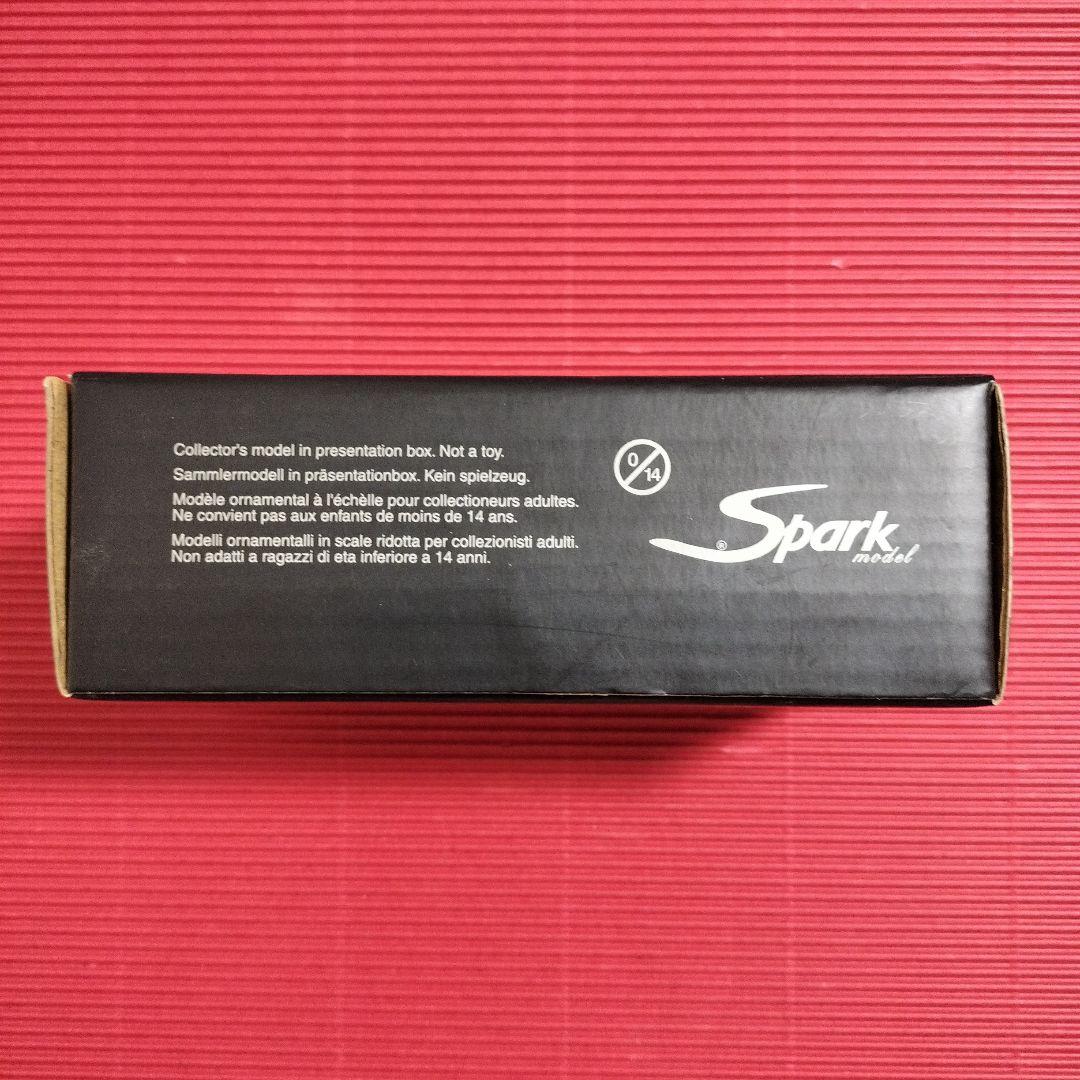 Collector's model in presentation box. Not a toy.
Sammlermodell in präsentationbox. Kein spielzeug.
Modèle ornamental à l'échèlle pour collectioneurs adultes.
Ne convient pas aux enfants de moins de 14 ans.
Modelli ornamentalli in scale ridotta per collezionisti adulti.
Non adatti a ragazzi di eta inferiore a 14 anni.
0/14
Spark
® model